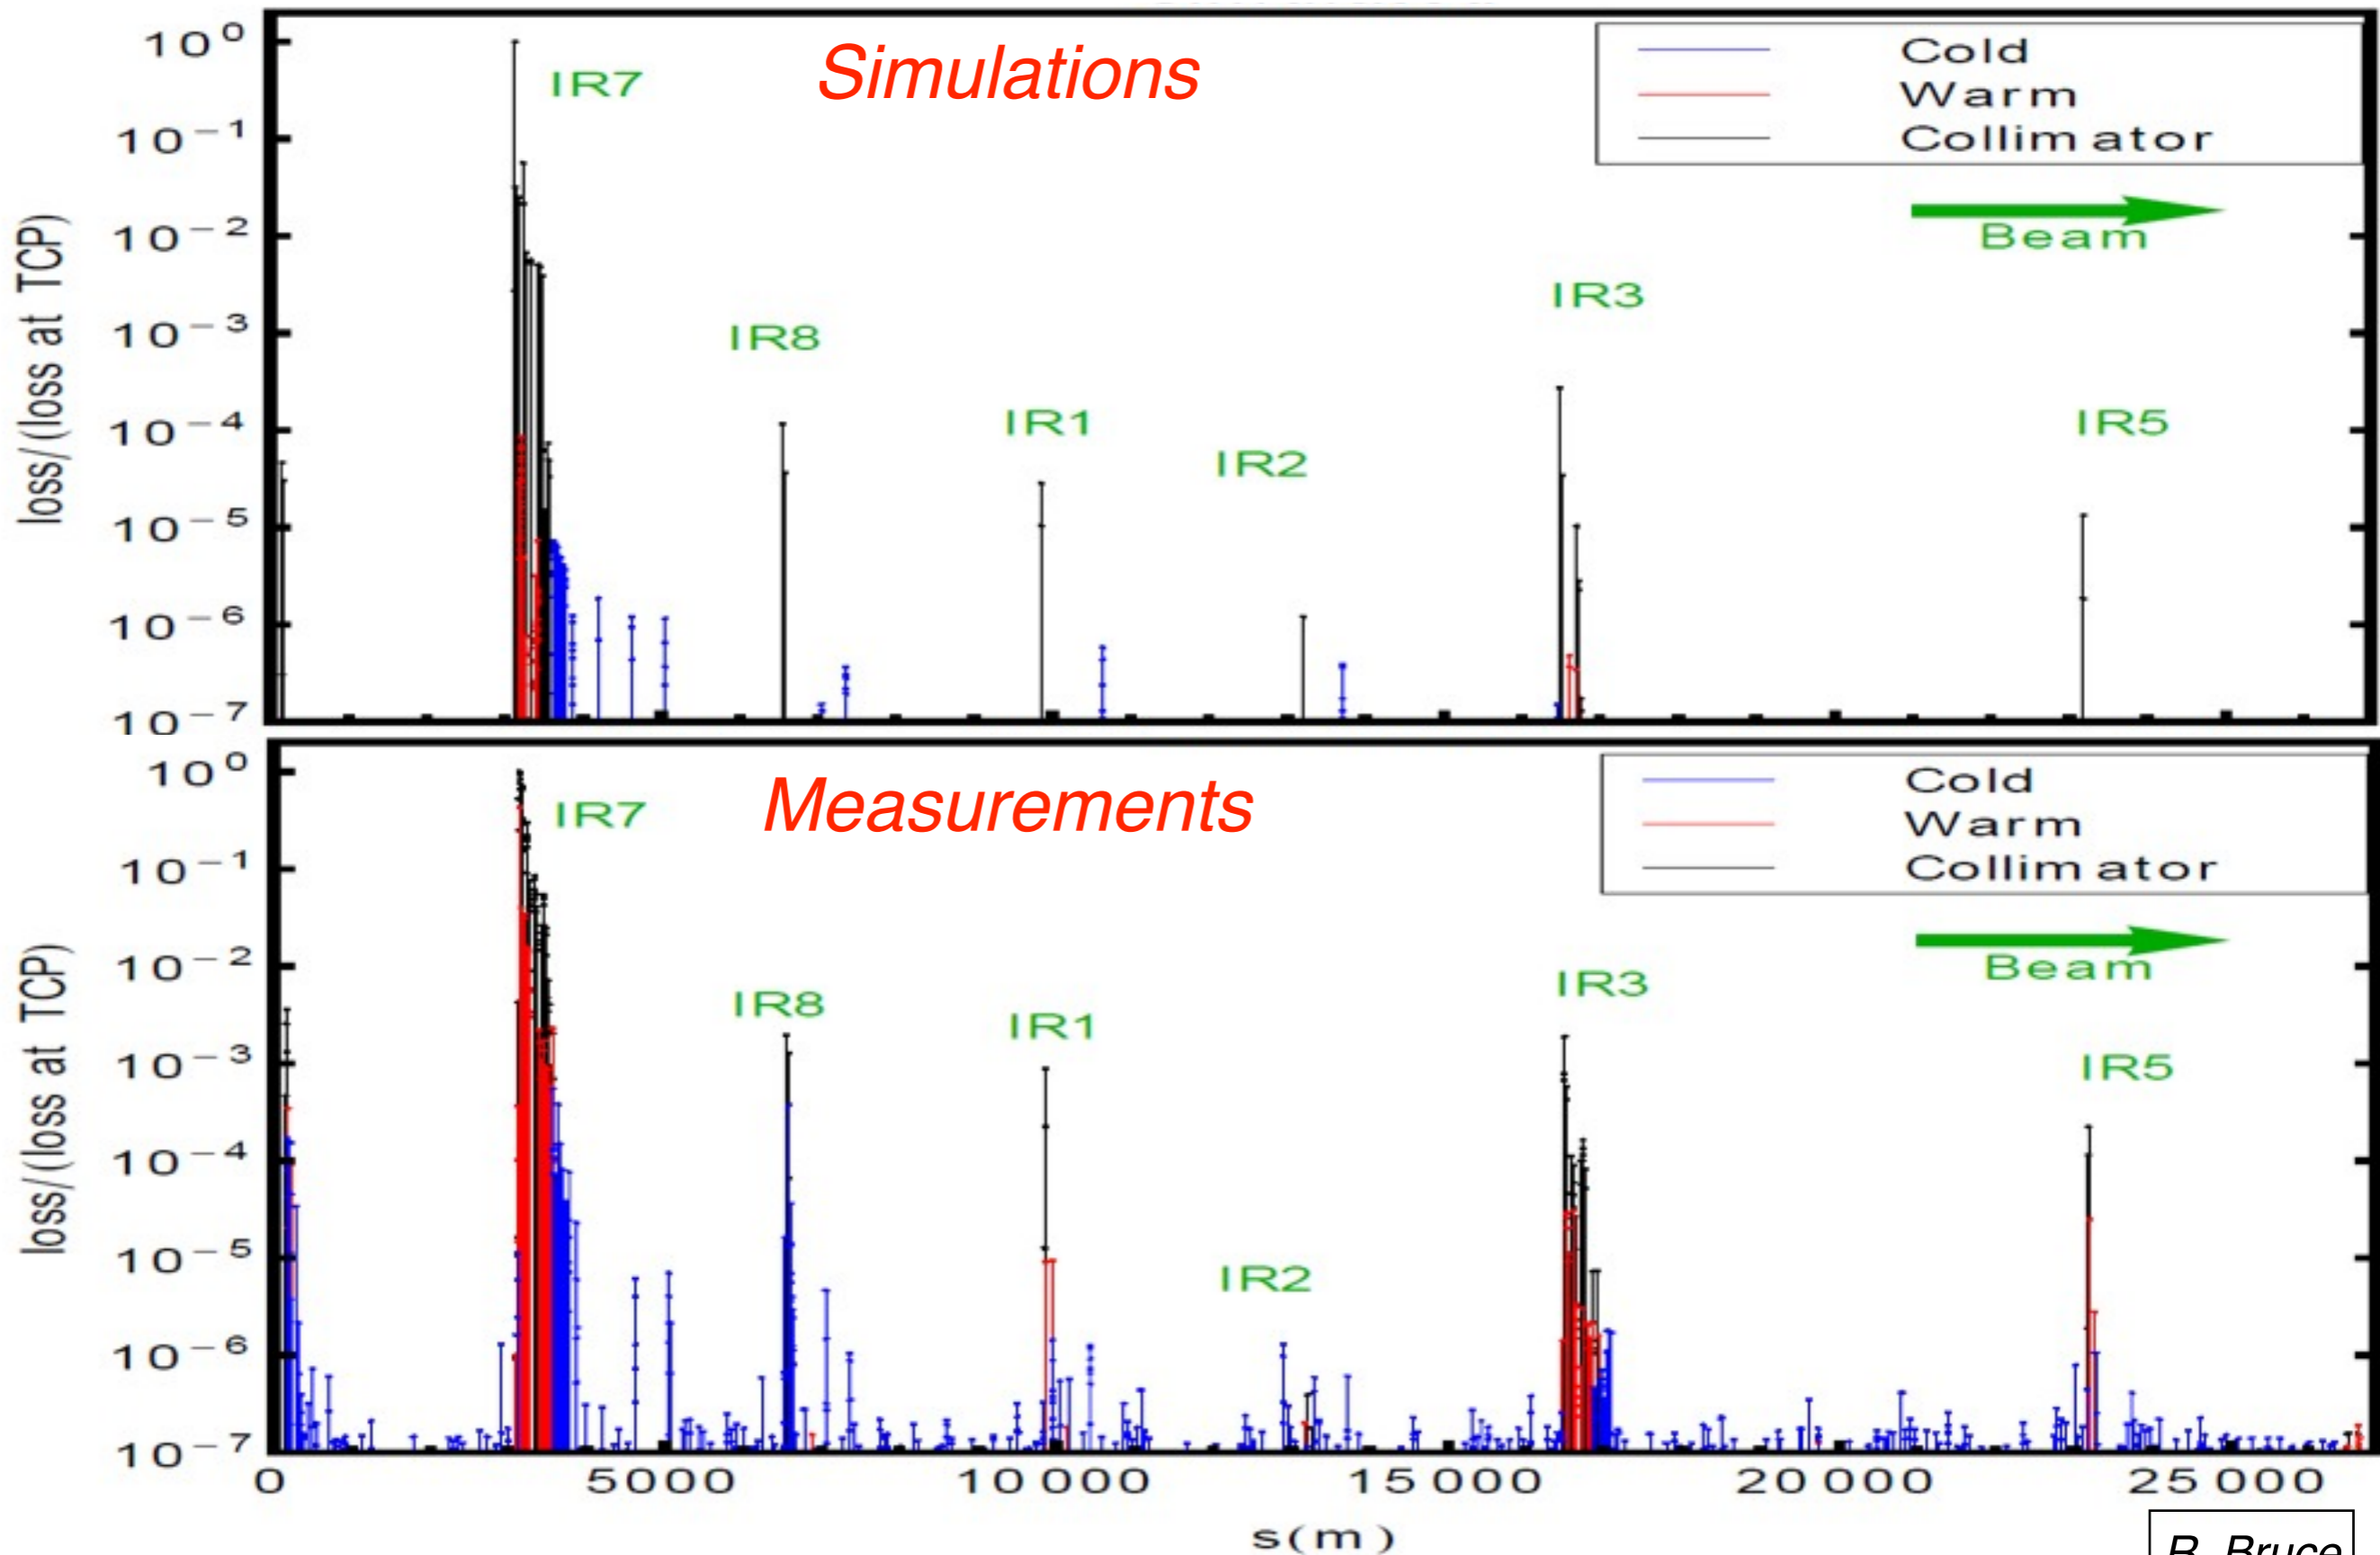 Simulations
10⁰
10⁻¹
10⁻²
10⁻³
10⁻⁴
10⁻⁵
10⁻⁶
10⁻⁷
loss/(loss at TCP)
IR7
IR8
IR1
IR2
IR3
IR5
Cold
Warm
Collimator
Beam
Measurements
10⁰
10⁻¹
10⁻²
10⁻³
10⁻⁴
10⁻⁵
10⁻⁶
10⁻⁷
loss/(loss at TCP)
IR7
IR8
IR1
IR2
IR3
IR5
Cold
Warm
Collimator
Beam
0 5000 10000 15000 20000 25000
s(m)
R. Bruce